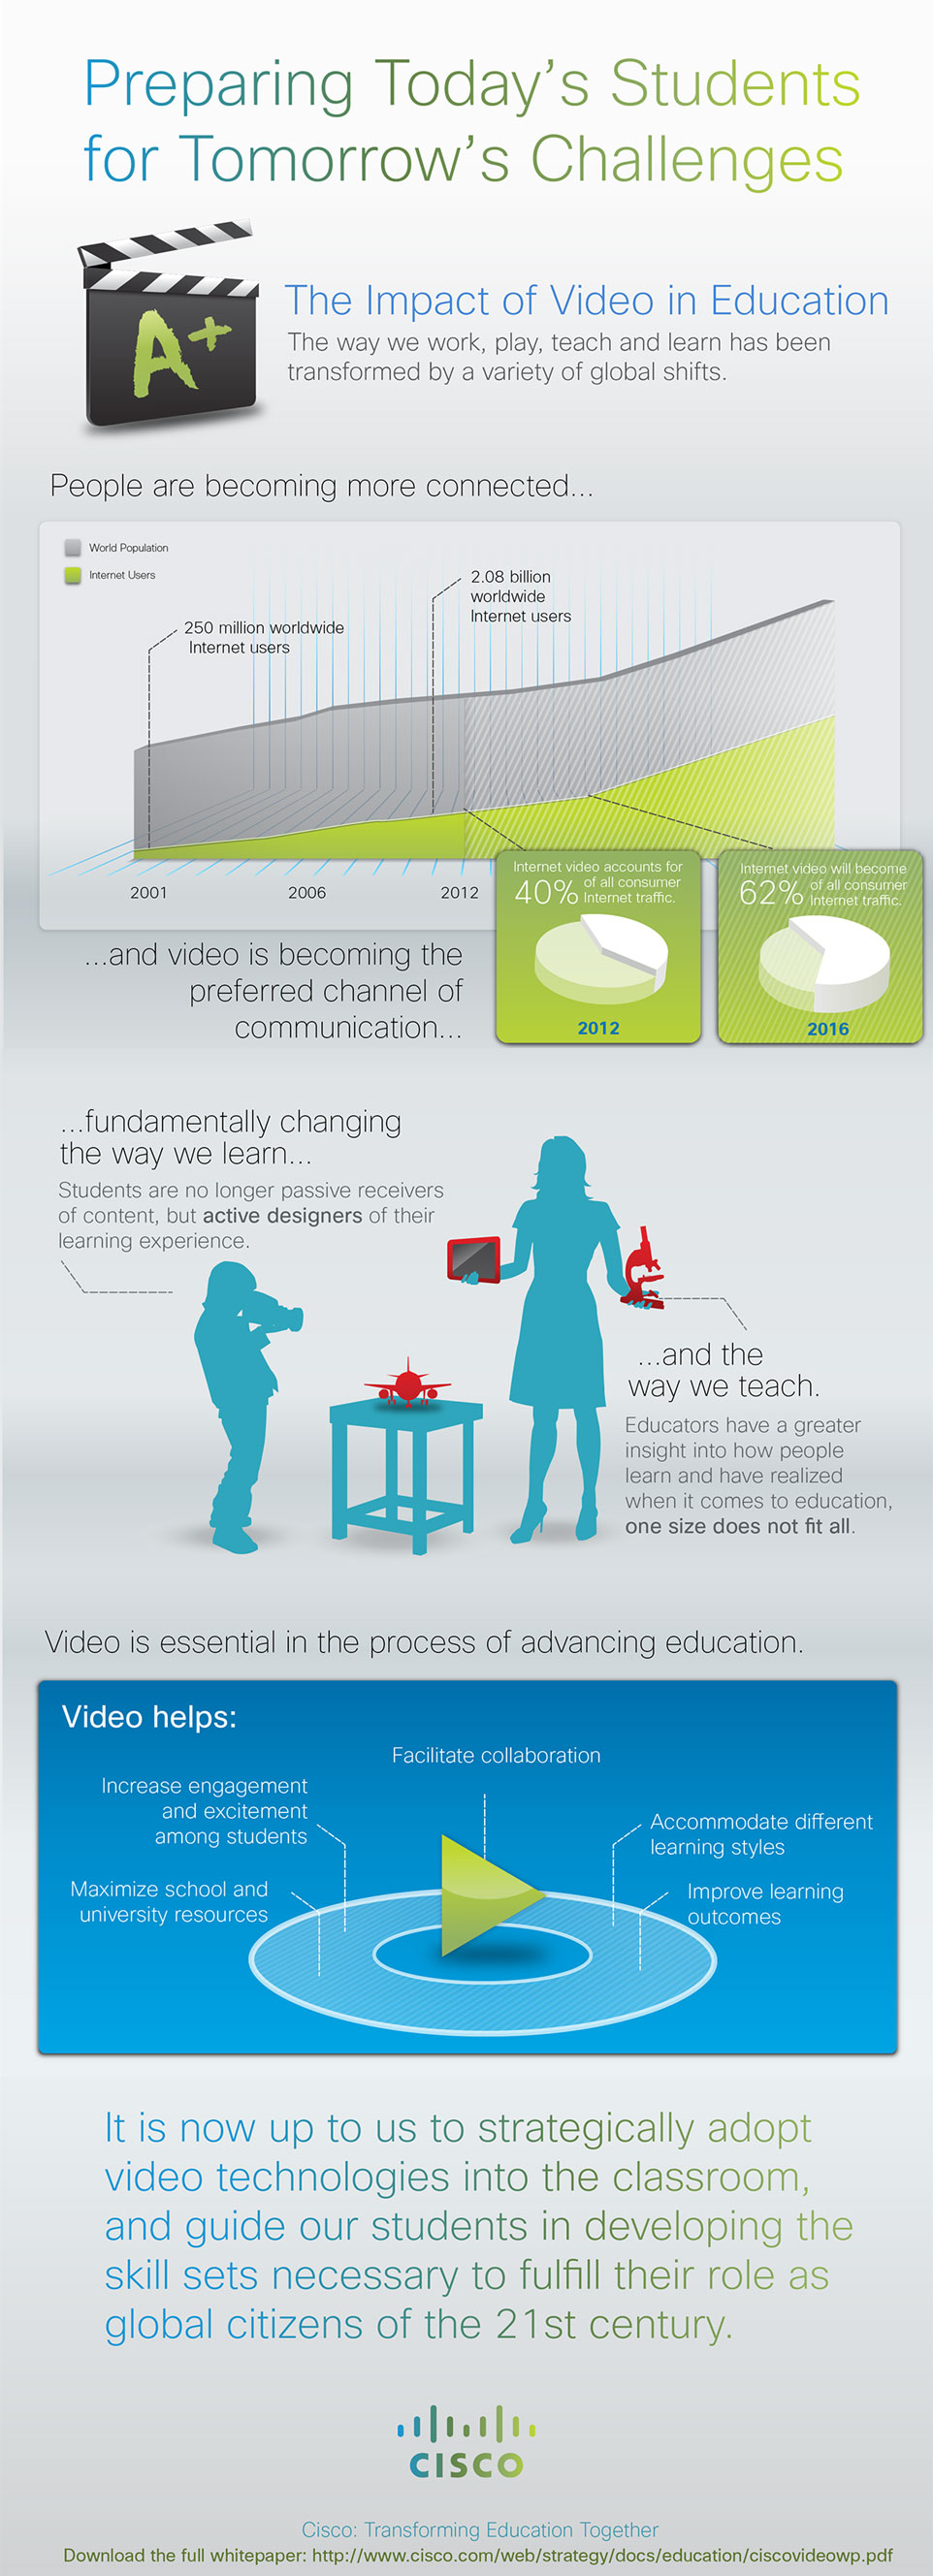 Preparing Today's Students
for Tomorrow's Challenges
A+
The Impact of Video in Education
The way we work, play, teach and learn has been
transformed by a variety of global shifts.
People are becoming more connected...
World Population
Internet Users
2.08 billion
worldwide
Internet users
250 million worldwide
Internet users
2001
2006
2012
Internet video accounts for
40% of all consumer
Internet traffic.
2012
Internet video will become
62% of all consumer
Internet traffic.
2016
...and video is becoming the
preferred channel of
communication...
...fundamentally changing
the way we learn...
Students are no longer passive receivers
of content, but active designers of their
learning experience.
...and the
way we teach.
Educators have a greater
insight into how people
learn and have realized
when it comes to education,
one size does not fit all.
Video is essential in the process of advancing education.
Video helps:
Facilitate collaboration
Increase engagement
and excitement
among students
Accommodate different
learning styles
Maximize school and
university resources
Improve learning
outcomes
It is now up to us to strategically adopt
video technologies into the classroom,
and guide our students in developing the
skill sets necessary to fulfill their role as
global citizens of the 21st century.
CISCO
Cisco: Transforming Education Together
Download the full whitepaper: http://www.cisco.com/web/strategy/docs/education/ciscovideowp.pdf